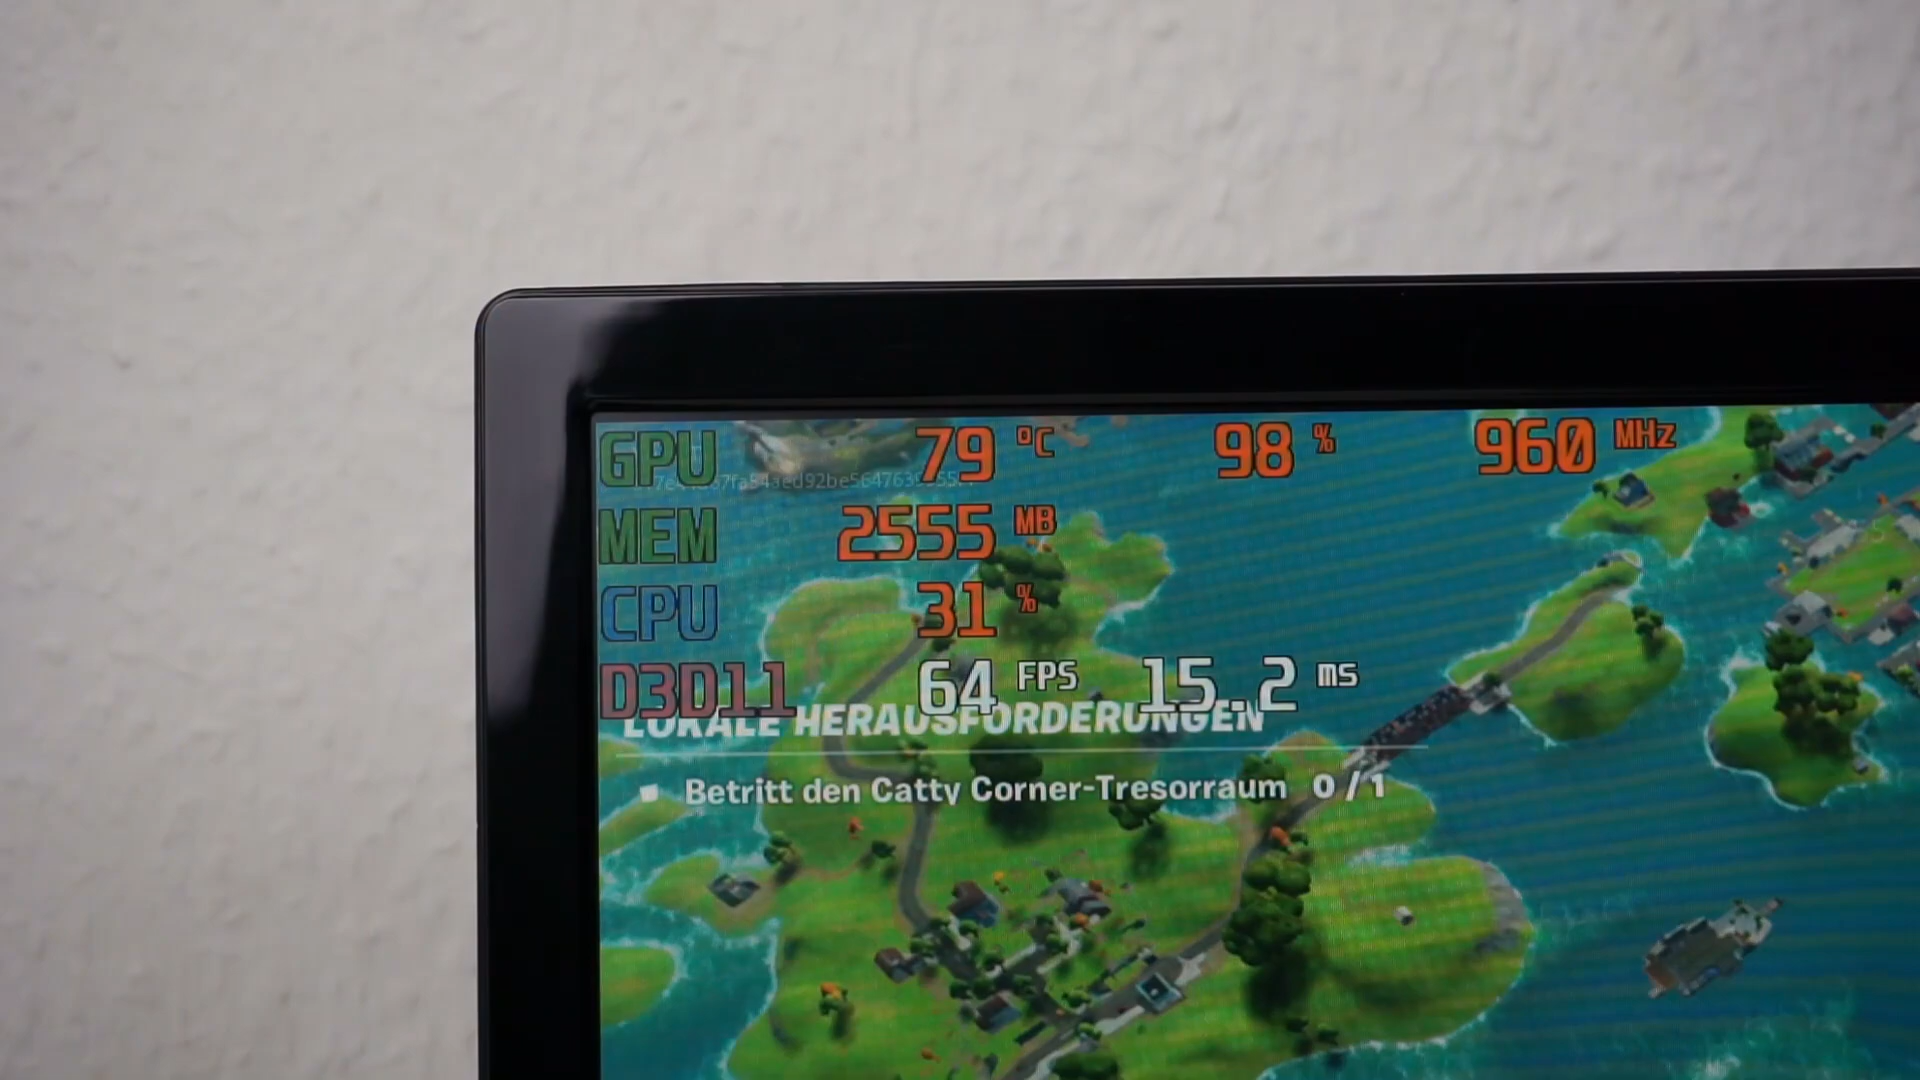 GPU 79 °C 98 % 960 MHz
MEM 2555 MB
CPU 31 %
D3D11 64 FPS 15.2 ms
LOKALE HERAUSFORDERUNGEN
Betritt den Catty Corner-Tresorraum 0 / 1